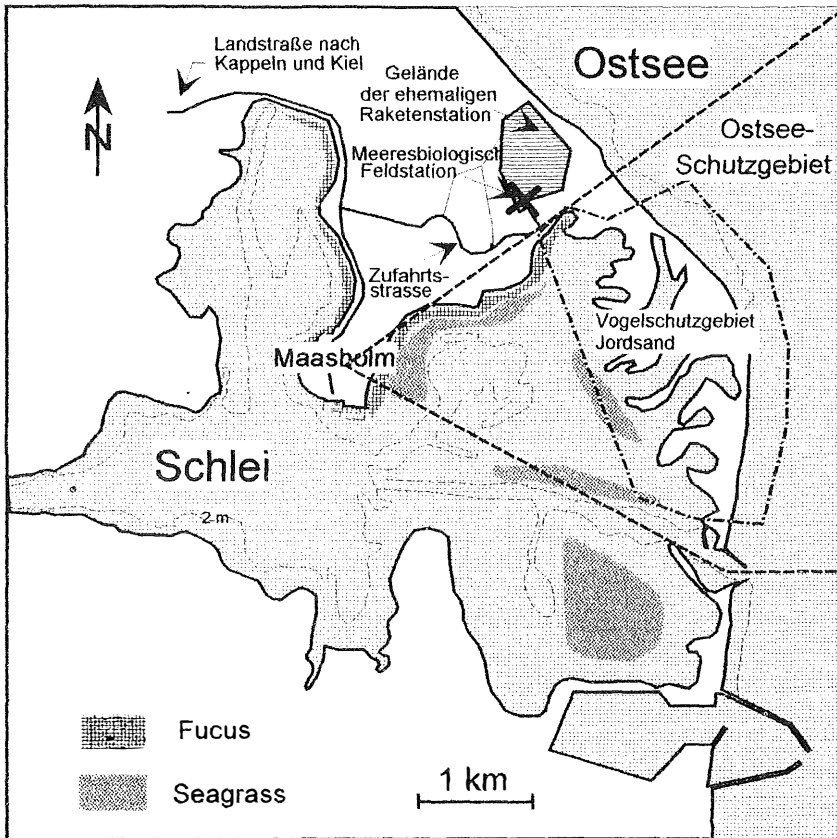 Landstraße nach
Kappeln und Kiel
Gelände
der ehemaligen
Raketenstation
Ostsee
Ostsee-
Schutzgebiet
N
Meeresbiologisch
Feldstation
Zufahrts-
strasse
Vogelschutzgebiet
Jordsand
Maasholm
Schlei
2 m
Fucus
Seagrass
1 km